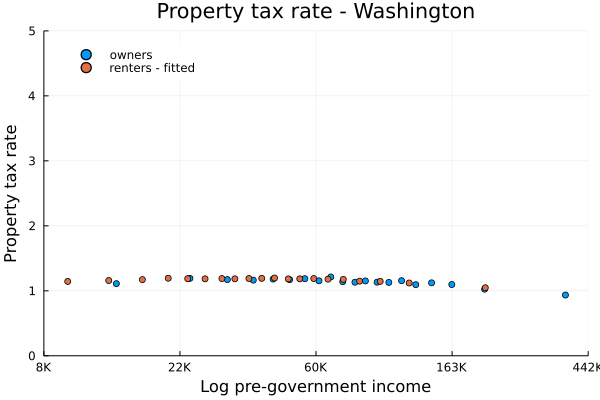 Property tax rate - Washington
5
owners
renters - fitted
4
3
2
1
0
Property tax rate
8K 22K 60K 163K 442K
Log pre-government income